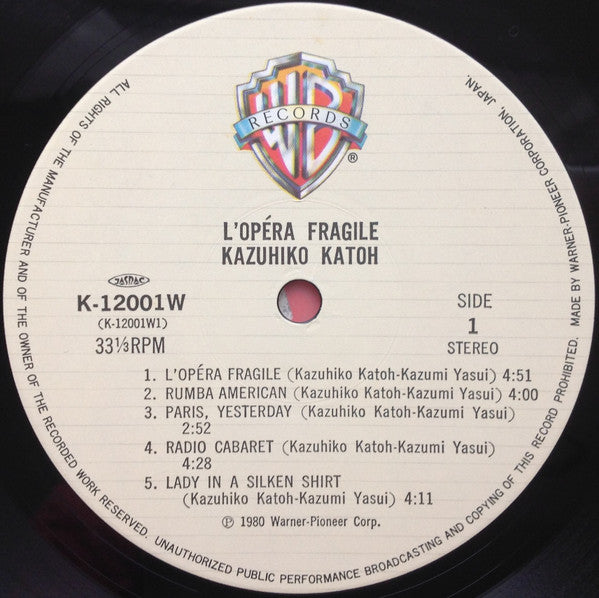 WB
RECORDS
®
L'OPÉRA FRAGILE
KAZUHIKO KATOH
JASRAC
K-12001W
(K-12001W1)
33⅓RPM
SIDE
1
STEREO
1. L'OPÉRA FRAGILE (Kazuhiko Katoh-Kazumi Yasui) 4:51
2. RUMBA AMERICAN (Kazuhiko Katoh-Kazumi Yasui) 4:00
3. PARIS, YESTERDAY (Kazuhiko Katoh-Kazumi Yasui)
2:52
4. RADIO CABARET (Kazuhiko Katoh-Kazumi Yasui)
4:28
5. LADY IN A SILKEN SHIRT
(Kazuhiko Katoh-Kazumi Yasui) 4:11
℗ 1980 Warner-Pioneer Corp.
ALL RIGHTS OF THE MANUFACTURER AND OF THE OWNER OF THE RECORDED WORK RESERVED. UNAUTHORIZED PUBLIC PERFORMANCE BROADCASTING AND COPYING OF THIS RECORD PROHIBITED. MADE BY WARNER-PIONEER CORPORATION, JAPAN.